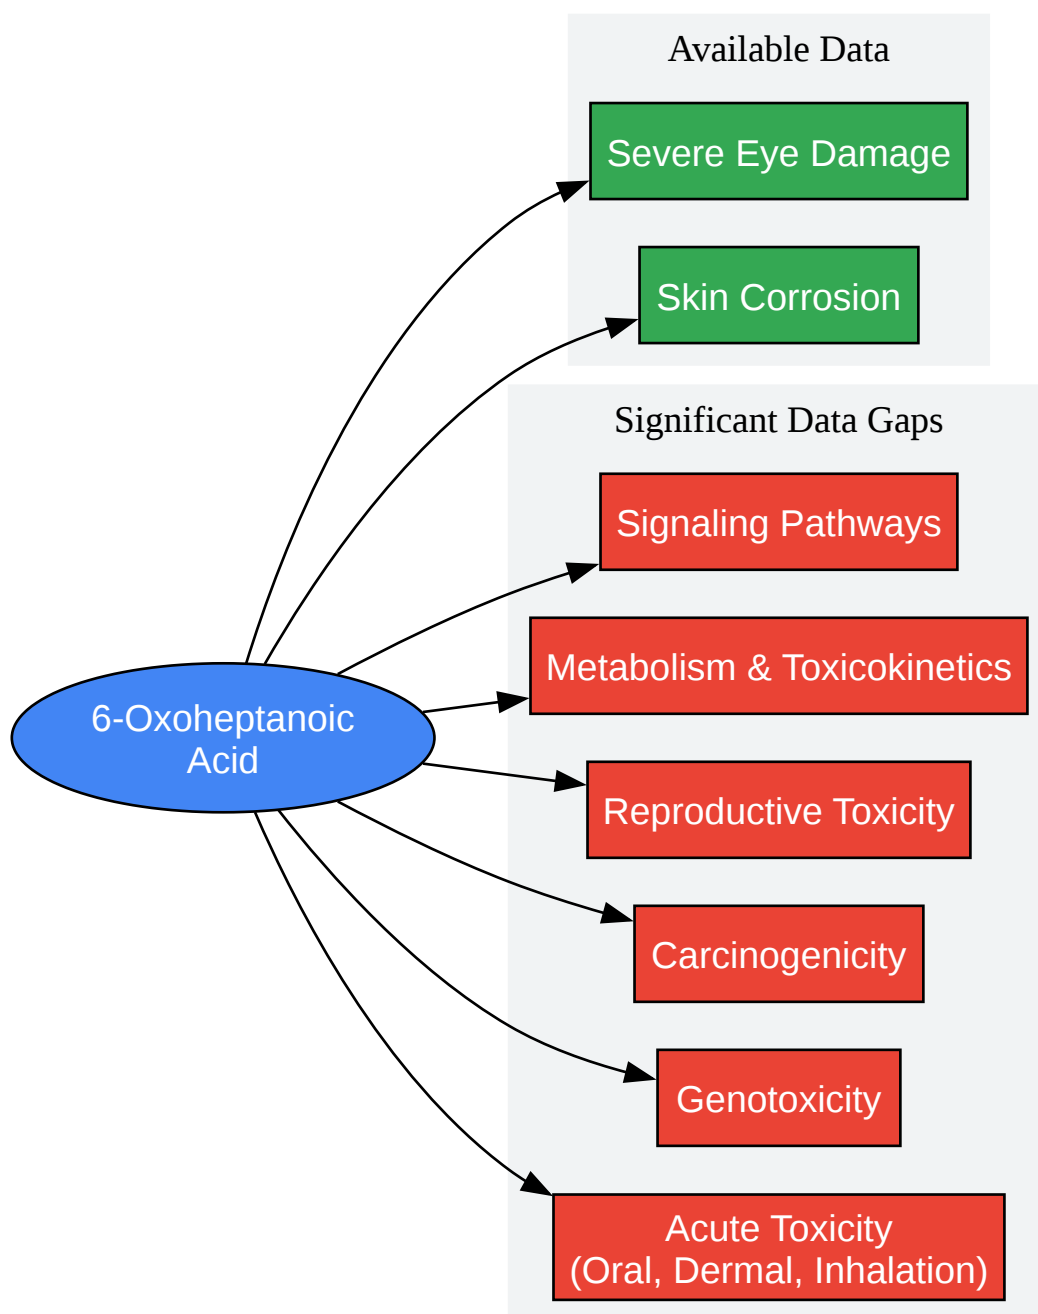 Available Data
Severe Eye Damage
Skin Corrosion
Significant Data Gaps
Signaling Pathways
Metabolism & Toxicokinetics
6-Oxoheptanoic
Acid
Reproductive Toxicity
Carcinogenicity
Genotoxicity
Acute Toxicity
(Oral, Dermal, Inhalation)